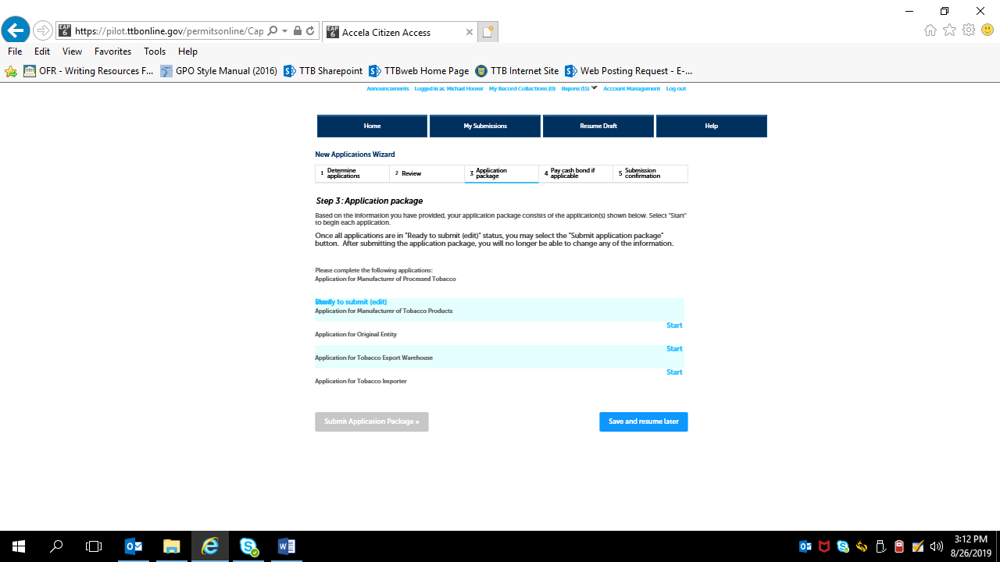 https://pilot.ttbonline.gov/permitsonline/Cap
Accela Citizen Access
File Edit View Favorites Tools Help
OFR - Writing Resources F... GPO Style Manual (2016) TTB Sharepoint TTBweb Home Page TTB Internet Site Web Posting Request - E-...
Announcements Logged in as: Michael Hoover My Record Collections (0) Reports (15) Account Management Log out
Home My Submissions Resume Draft Help
New Applications Wizard
1 Determine applications 2 Review 3 Application package 4 Pay cash bond if applicable 5 Submission confirmation
Step 3: Application package
Based on the information you have provided, your application package consists of the application(s) shown below. Select "Start"
to begin each application.
Once all applications are in "Ready to submit (edit)" status, you may select the "Submit application package"
button. After submitting the application package, you will no longer be able to change any of the information.
Please complete the following applications:
Application for Manufacturer of Processed Tobacco
Ready to submit (edit)
Application for Manufacturer of Tobacco Products
Start
Application for Original Entity
Start
Application for Tobacco Export Warehouse
Start
Application for Tobacco Importer
Submit Application Package »
Save and resume later
3:12 PM
8/26/2019